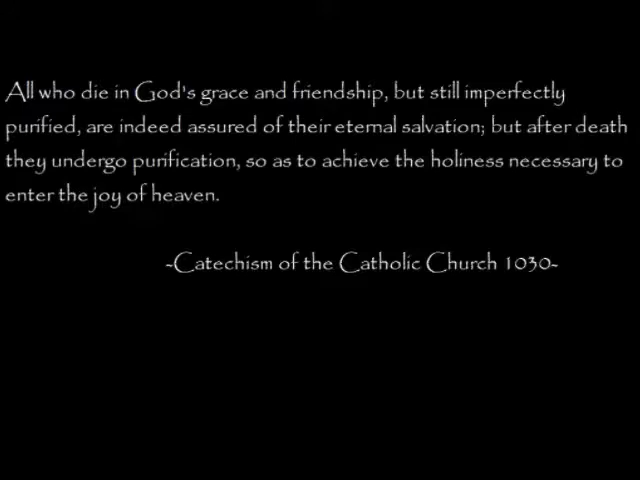 All who die in God's grace and friendship, but still imperfectly
purified, are indeed assured of their eternal salvation; but after death
they undergo purification, so as to achieve the holiness necessary to
enter the joy of heaven.
-Catechism of the Catholic Church 1030-